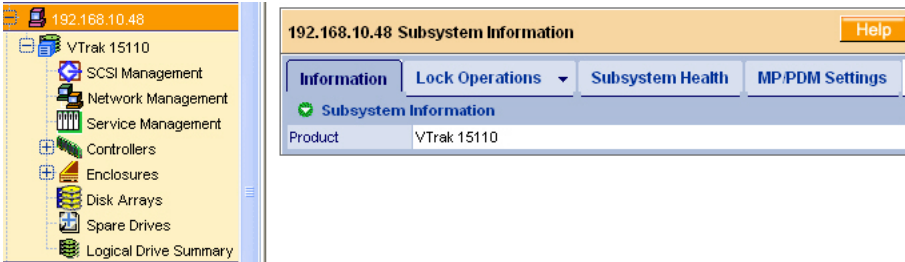 192.168.10.48
VTrak 15110
SCSI Management
Network Management
Service Management
Controllers
Enclosures
Disk Arrays
Spare Drives
Logical Drive Summary
192.168.10.48 Subsystem Information
Help
Information Lock Operations Subsystem Health MP/PDM Settings
Subsystem Information
Product VTrak 15110